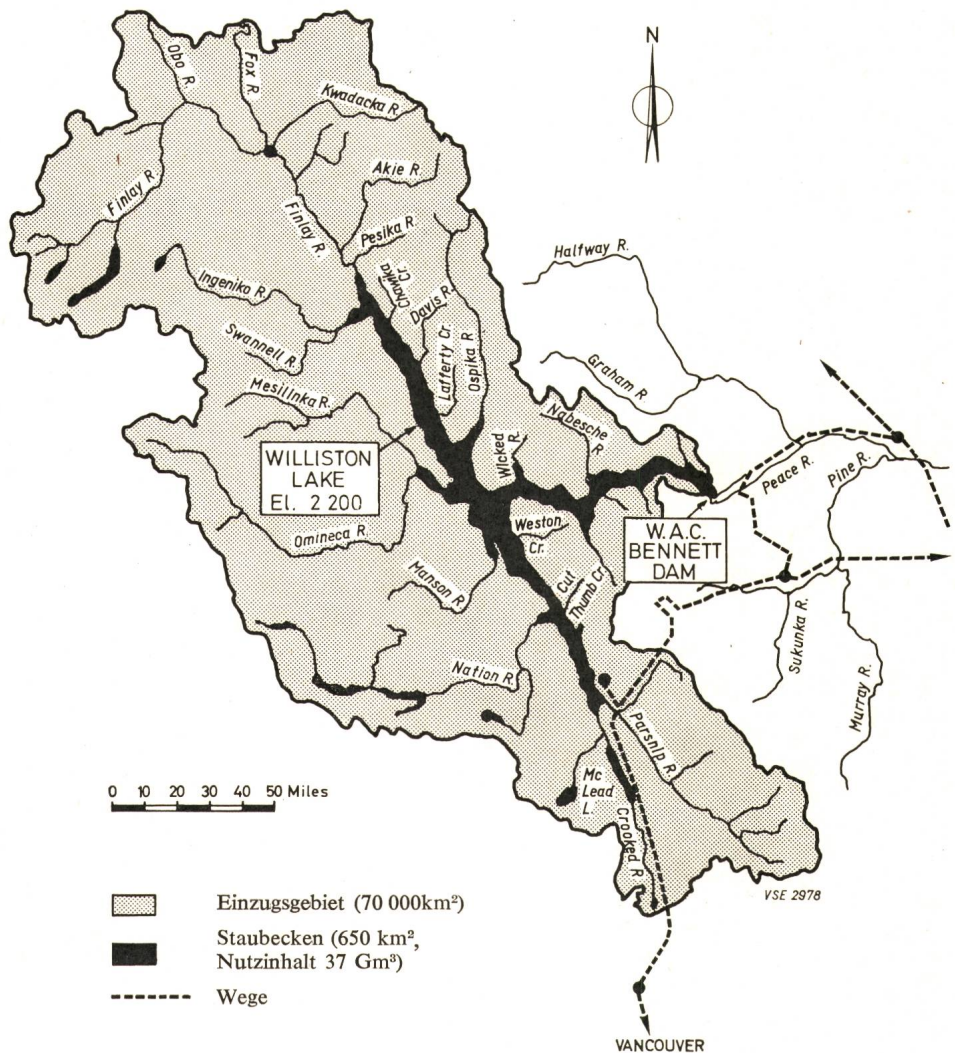 N
Obo R.
Fox R.
Kwadacka R.
Akie R.
Finlay R.
Finlay R.
Pesika R.
Halfway R.
Chowika
Cr.
Ingenika R.
Davis R.
Swannell R.
Lafferty Cr.
Ospika R.
Graham R.
Mesilinka R.
Nabesche
R.
Wicked
R.
WILLISTON
LAKE
El. 2 200
Peace R.
Pine R.
W.A.C.
BENNETT
DAM
Weston
Cr.
Omineca R.
Cut
Thumb Cr.
Manson R.
Sukunka R.
Murray R.
Nation R.
Parsnip R.
Mc
Lead
L.
Crooked R.
0 10 20 30 40 50 Miles
VSE 2978
Einzugsgebiet (70 000km²)
Staubecken (650 km²,
Nutzinhalt 37 Gm³)
Wege
VANCOUVER